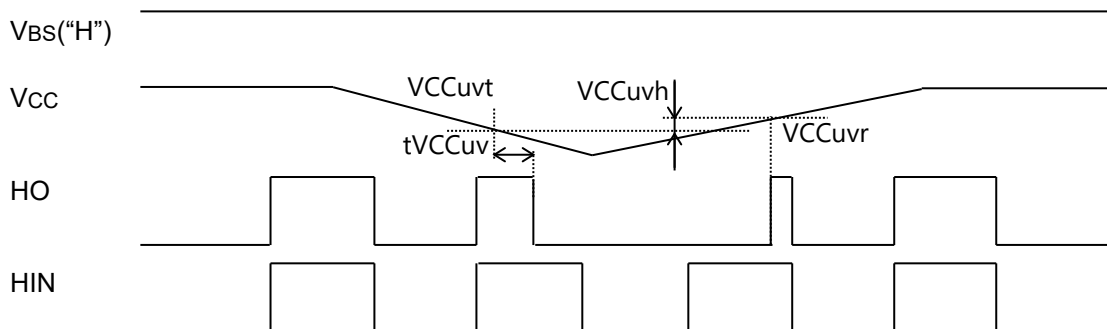 VBS(“H”)
VCCuvt
VCCuvh
VCC
VCCuvr
tVCCuv
HO
HIN